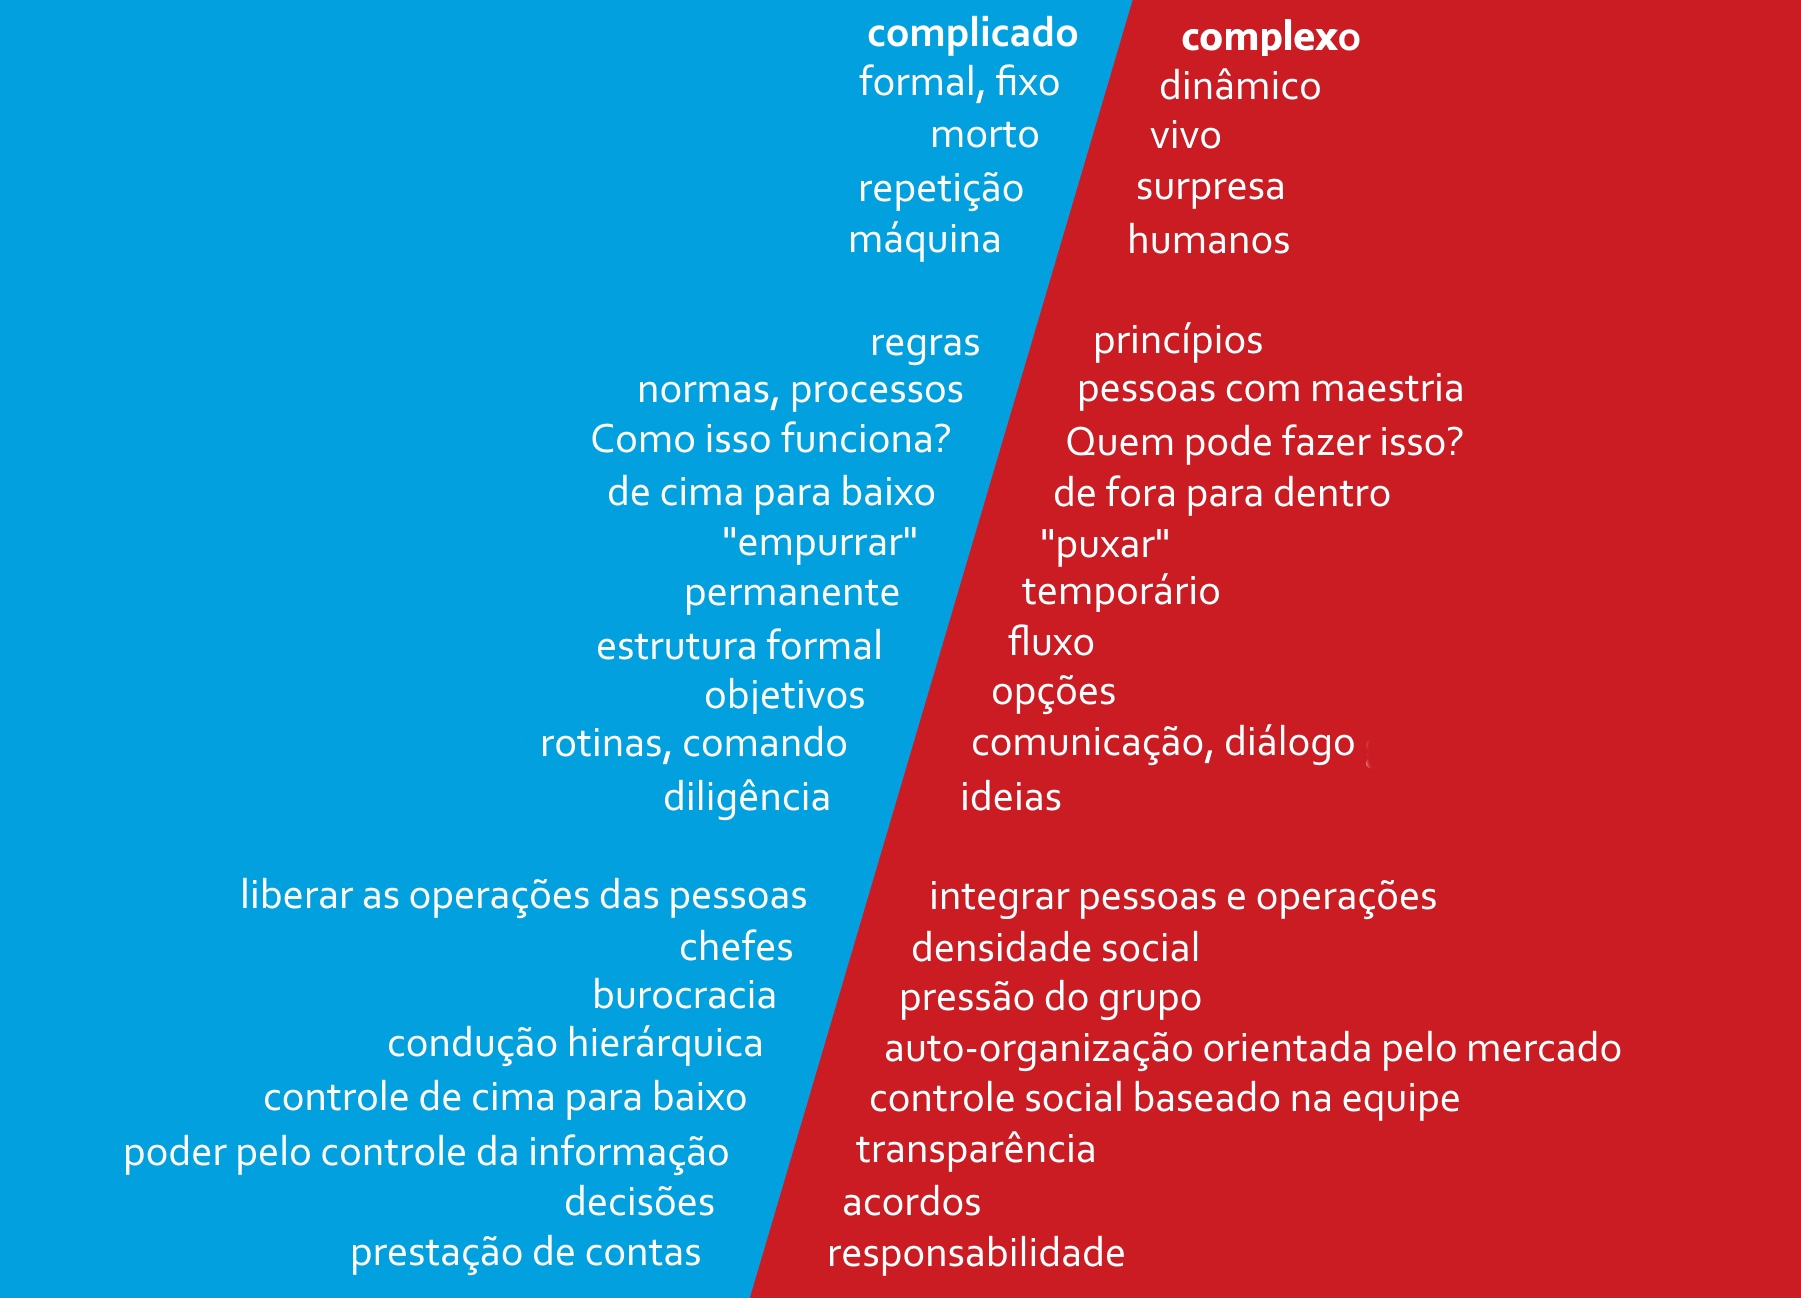 complicado complexo
formal, fixo dinâmico
morto vivo
repetição surpresa
máquina humanos
regras princípios
normas, processos pessoas com maestria
Como isso funciona? Quem pode fazer isso?
de cima para baixo de fora para dentro
"empurrar" "puxar"
permanente temporário
estrutura formal fluxo
objetivos opções
rotinas, comando comunicação, diálogo
diligência ideias
liberar as operações das pessoas integrar pessoas e operações
chefes densidade social
burocracia pressão do grupo
condução hierárquica auto-organização orientada pelo mercado
controle de cima para baixo controle social baseado na equipe
poder pelo controle da informação transparência
decisões acordos
prestação de contas responsabilidade